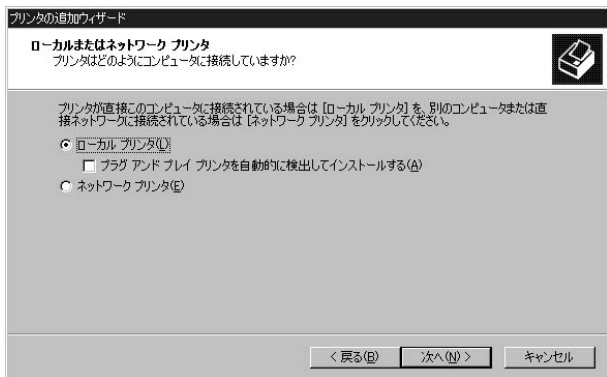 プリンタの追加ウィザード
ローカルまたはネットワーク プリンタ
プリンタはどのようにコンピュータに接続していますか?
プリンタが直接このコンピュータに接続されている場合は [ローカル プリンタ] を、別のコンピュータまたは直
接ネットワークに接続されている場合は [ネットワーク プリンタ] をクリックしてください。
ローカル プリンタ(L)
プラグ アンド プレイ プリンタを自動的に検出してインストールする(A)
ネットワーク プリンタ(E)
< 戻る(B) 次へ(N) > キャンセル